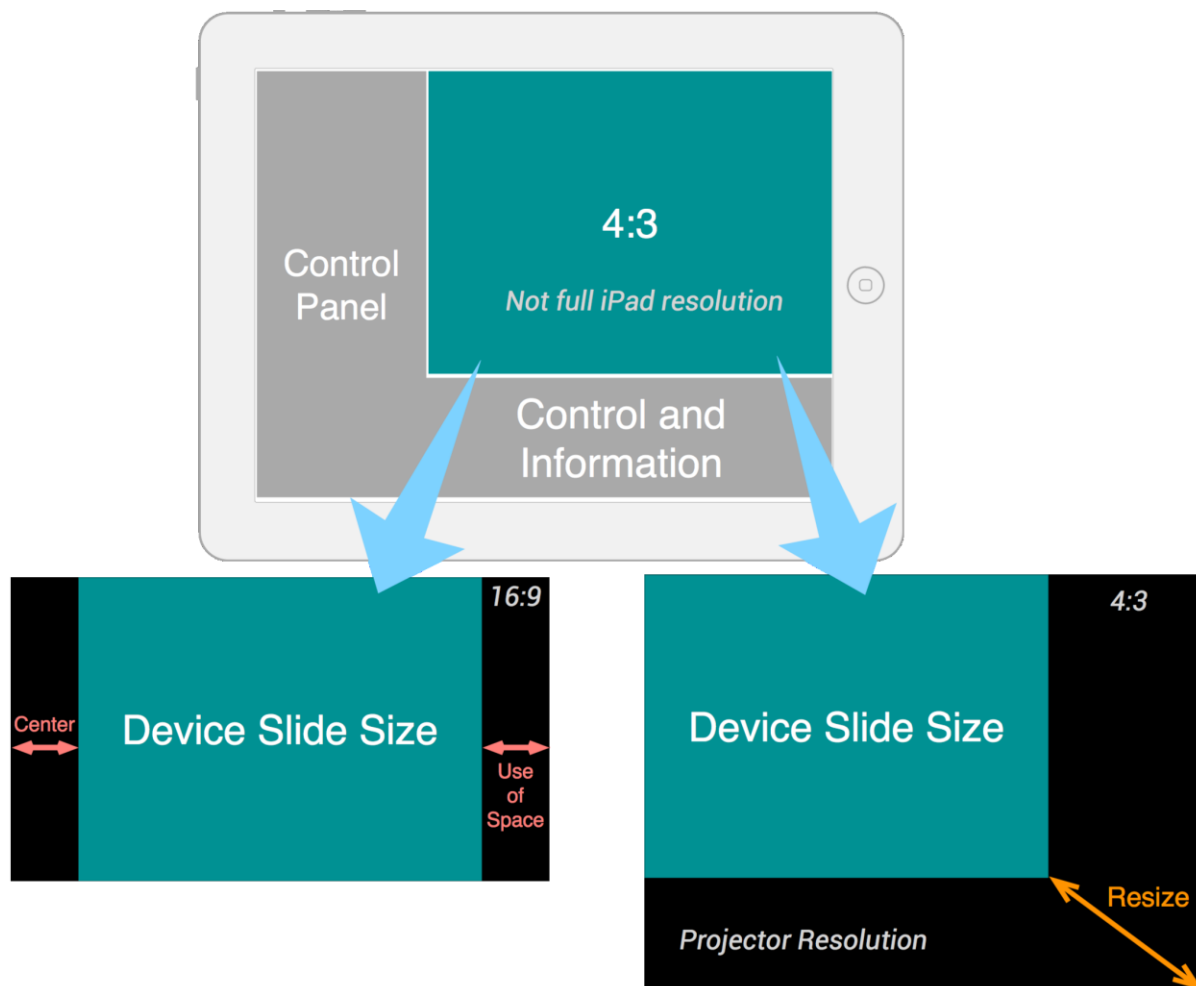 4:3
Control
Panel
Not full iPad resolution
Control and
Information
16:9
Center
Device Slide Size
Use
of
Space
4:3
Device Slide Size
Resize
Projector Resolution